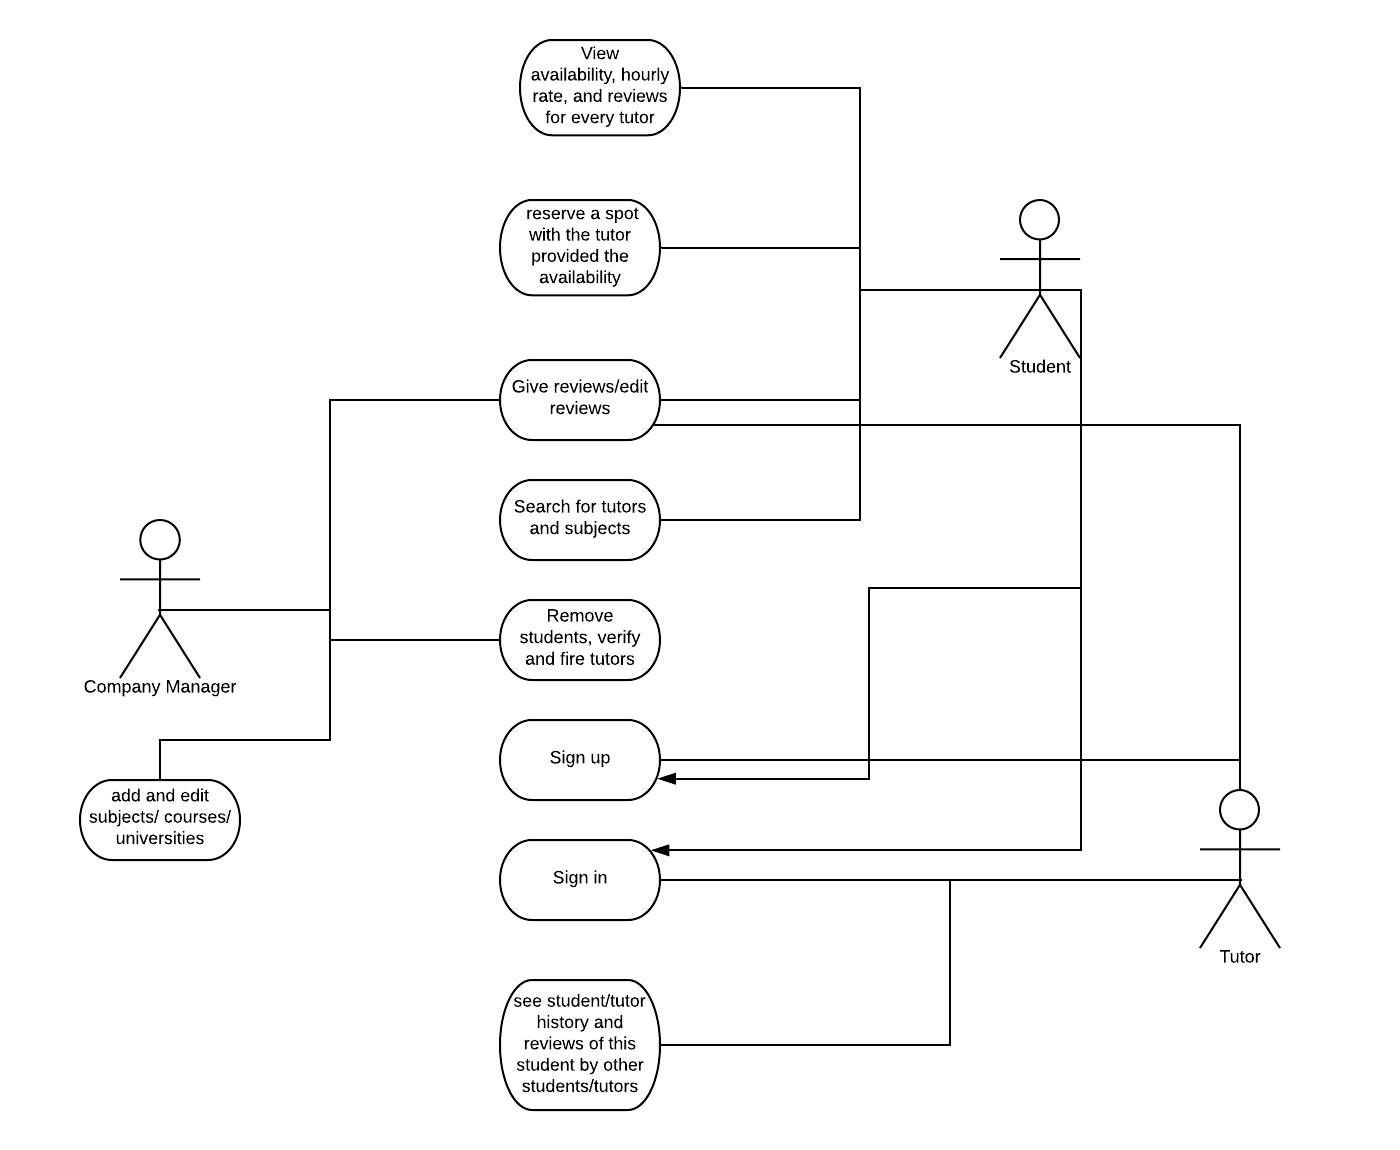 View
availability, hourly
rate, and reviews
for every tutor
reserve a spot
with the tutor
provided the
availability
Student
Give reviews/edit
reviews
Search for tutors
and subjects
Remove
students, verify
and fire tutors
Company Manager
Sign up
add and edit
subjects/ courses/
universities
Sign in
Tutor
see student/tutor
history and
reviews of this
student by other
students/tutors